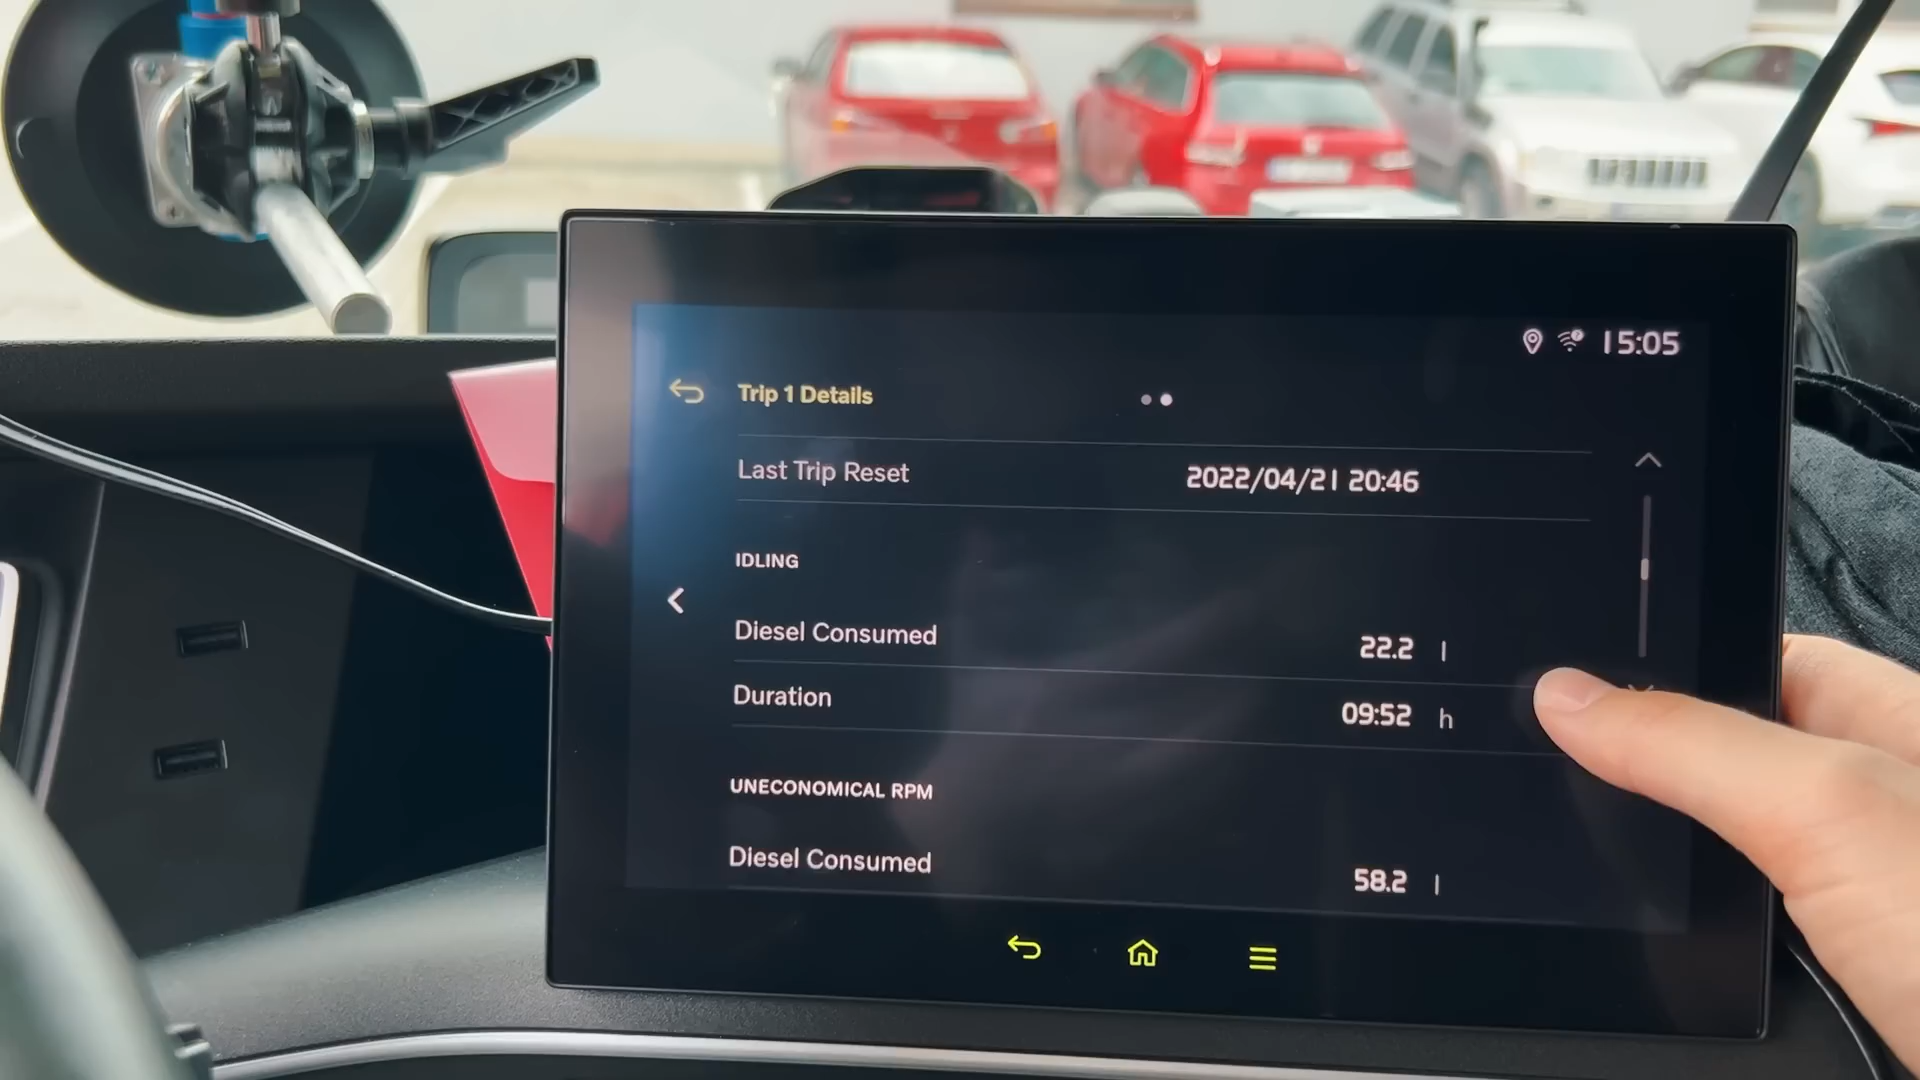 15:05
Trip 1 Details
Last Trip Reset 2022/04/21 20:46
IDLING
Diesel Consumed 22.2 l
Duration 09:52 h
UNECONOMICAL RPM
Diesel Consumed 58.2 l